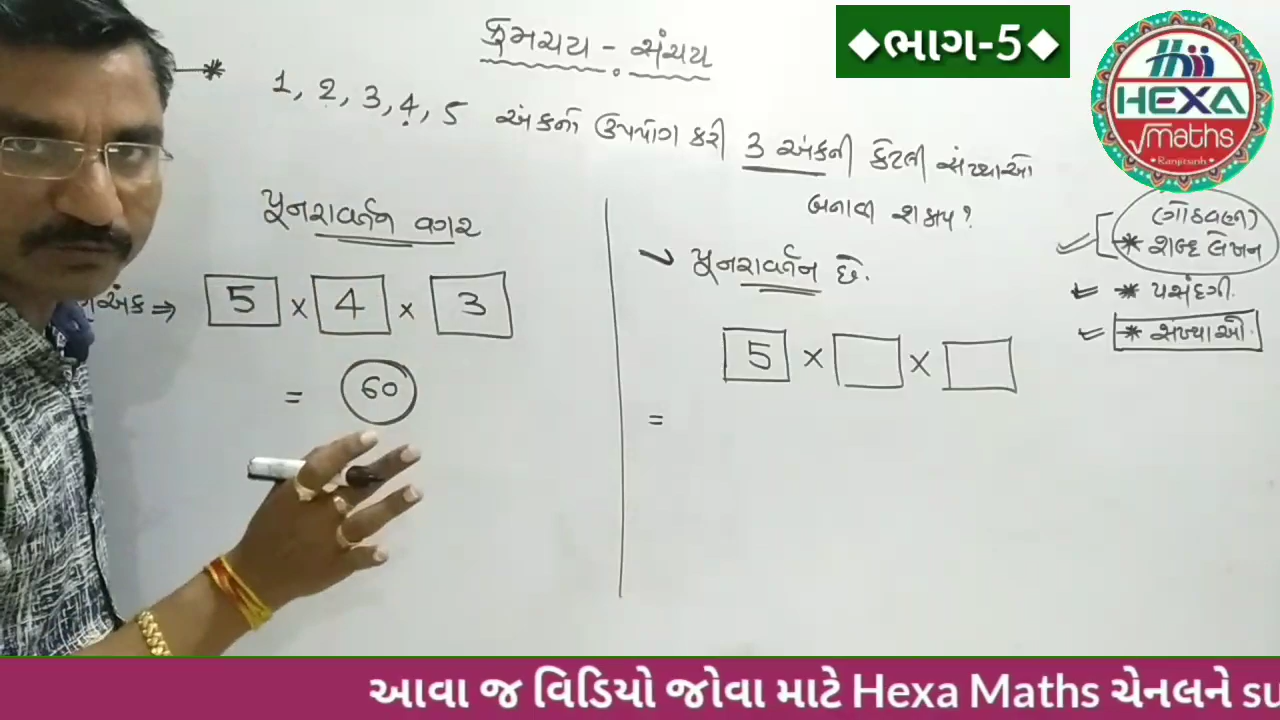 ક્રમચય - સંચય
◆ભાગ-5◆
HEXA
maths
Ranjitsinh
* 1, 2, 3, 4, 5 અંકનો ઉપયોગ કરી 3 અંકની કેટલી સંખ્યાઓ
બનાવી શકાય?
પૂનરાવર્તન વગર
અંક ⇒ 5 × 4 × 3
= 60
પૂનરાવર્તન છે.
5 × ×
=
(ગોઠવણી)
* શબ્દ લેખન
* પસંદગી.
* સંખ્યાઓ
આવા જ વિડિયો જોવા માટે Hexa Maths ચેનલને su